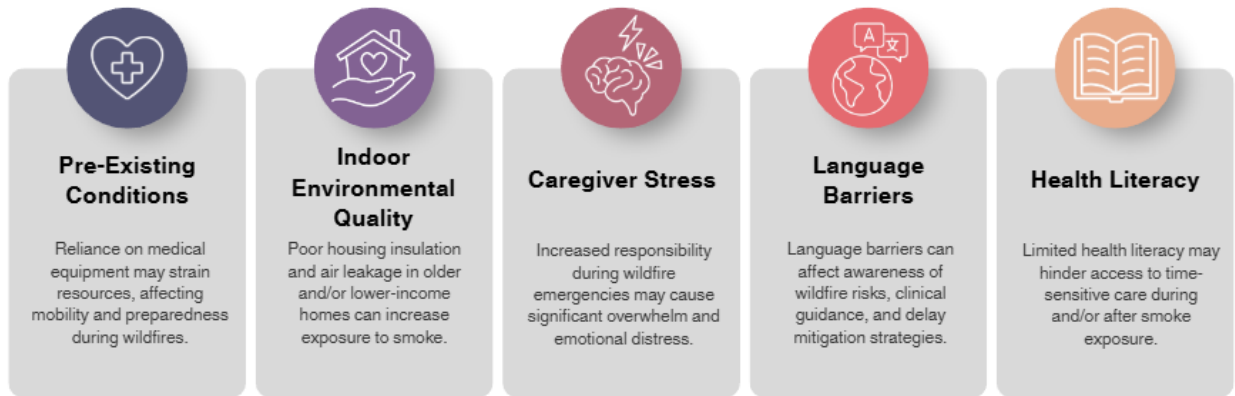 A 文
Pre-Existing
Conditions
Reliance on medical
equipment may strain
resources, affecting
mobility and preparedness
during wildfires.
Indoor
Environmental
Quality
Poor housing insulation
and air leakage in older
and/or lower-income
homes can increase
exposure to smoke.
Caregiver Stress
Increased responsibility
during wildfire
emergencies may cause
significant overwhelm and
emotional distress.
Language
Barriers
Language barriers can
affect awareness of
wildfire risks, clinical
guidance, and delay
mitigation strategies.
Health Literacy
Limited health literacy may
hinder access to time-
sensitive care during
and/or after smoke
exposure.